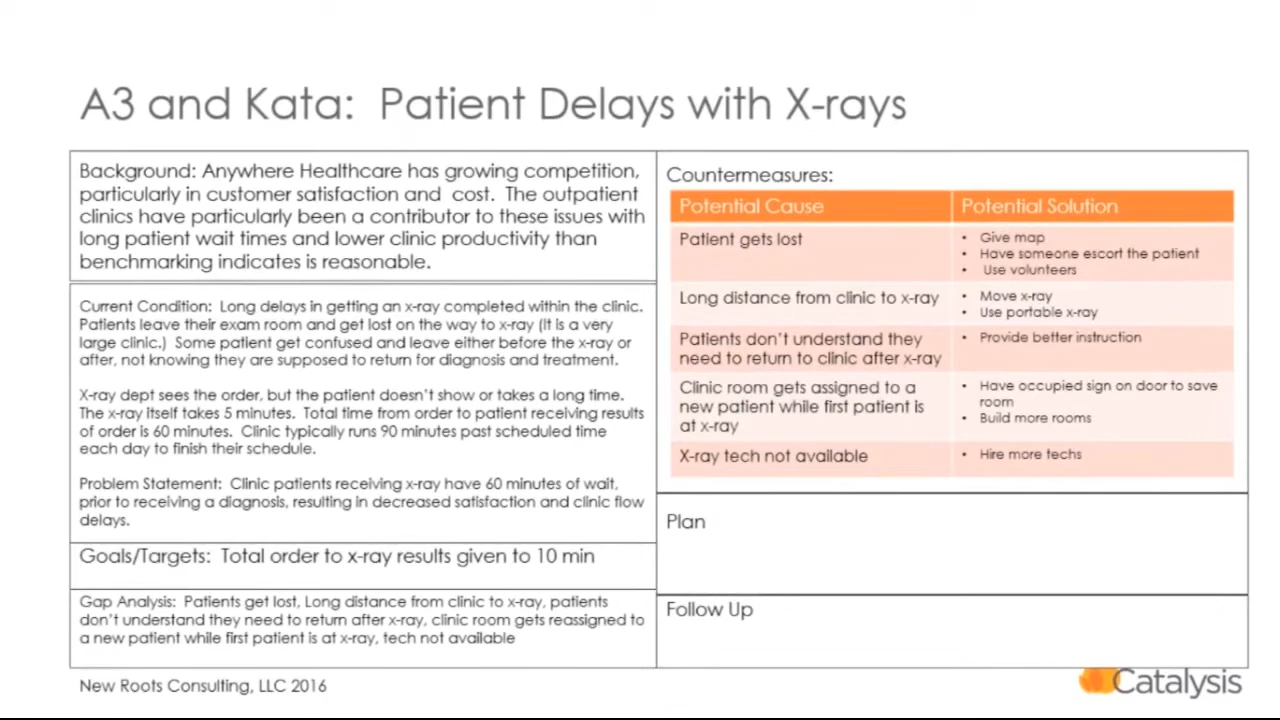 A3 and Kata: Patient Delays with X-rays
Background: Anywhere Healthcare has growing competition,
particularly in customer satisfaction and cost. The outpatient
clinics have particularly been a contributor to these issues with
long patient wait times and lower clinic productivity than
benchmarking indicates is reasonable.
Current Condition: Long delays in getting an x-ray completed within the clinic.
Patients leave their exam room and get lost on the way to x-ray (It is a very
large clinic.) Some patient get confused and leave either before the x-ray or
after, not knowing they are supposed to return for diagnosis and treatment.
X-ray dept sees the order, but the patient doesn't show or takes a long time.
The x-ray itself takes 5 minutes. Total time from order to patient receiving results
of order is 60 minutes. Clinic typically runs 90 minutes past scheduled time
each day to finish their schedule.
Problem Statement: Clinic patients receiving x-ray have 60 minutes of wait,
prior to receiving a diagnosis, resulting in decreased satisfaction and clinic flow
delays.
Goals/Targets: Total order to x-ray results given to 10 min
Gap Analysis: Patients get lost, Long distance from clinic to x-ray, patients
don't understand they need to return after x-ray, clinic room gets reassigned to
a new patient while first patient is at x-ray, tech not available
Countermeasures:
Potential Cause
Potential Solution
Patient gets lost
• Give map
• Have someone escort the patient
• Use volunteers
Long distance from clinic to x-ray
• Move x-ray
• Use portable x-ray
Patients don't understand they
need to return to clinic after x-ray
• Provide better instruction
Clinic room gets assigned to a
new patient while first patient is
at x-ray
• Have occupied sign on door to save
room
• Build more rooms
X-ray tech not available
• Hire more techs
Plan
Follow Up
New Roots Consulting, LLC 2016
Catalysis